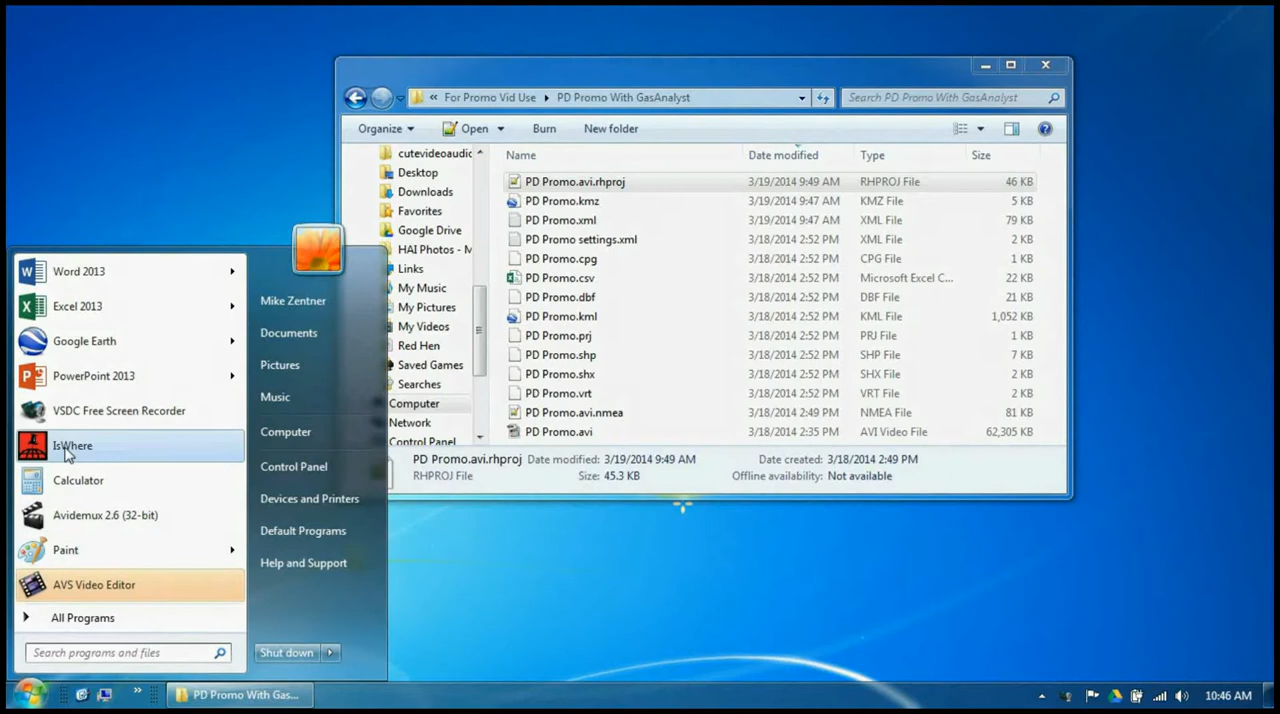 « For Promo Vid Use PD Promo With GasAnalyst
Search PD Promo With GasAnalyst
Organize Open Burn New folder
cutevideoaudic
Desktop
Downloads
Favorites
Google Drive
HAI Photos - M
Links
My Music
My Pictures
My Videos
Red Hen
Saved Games
Searches
Computer
Network
Control Panel
Name Date modified Type Size
PD Promo.avi.rhproj 3/19/2014 9:49 AM RHPROJ File 46 KB
PD Promo.kmz 3/19/2014 9:47 AM KMZ File 5 KB
PD Promo.xml 3/19/2014 9:47 AM XML File 79 KB
PD Promo settings.xml 3/18/2014 2:52 PM XML File 2 KB
PD Promo.cpg 3/18/2014 2:52 PM CPG File 1 KB
PD Promo.csv 3/18/2014 2:52 PM Microsoft Excel C... 22 KB
PD Promo.dbf 3/18/2014 2:52 PM DBF File 21 KB
PD Promo.kml 3/18/2014 2:52 PM KML File 1,052 KB
PD Promo.prj 3/18/2014 2:52 PM PRJ File 1 KB
PD Promo.shp 3/18/2014 2:52 PM SHP File 7 KB
PD Promo.shx 3/18/2014 2:52 PM SHX File 2 KB
PD Promo.vrt 3/18/2014 2:52 PM VRT File 2 KB
PD Promo.avi.nmea 3/18/2014 2:49 PM NMEA File 81 KB
PD Promo.avi 3/18/2014 2:35 PM AVI Video File 62,305 KB
PD Promo.avi.rhproj Date modified: 3/19/2014 9:49 AM Date created: 3/18/2014 2:49 PM
RHPROJ File Size: 45.3 KB Offline availability: Not available
Word 2013
Excel 2013
Google Earth
PowerPoint 2013
VSDC Free Screen Recorder
IsWhere
Calculator
Avidemux 2.6 (32-bit)
Paint
AVS Video Editor
All Programs
Search programs and files
Mike Zentner
Documents
Pictures
Music
Computer
Control Panel
Devices and Printers
Default Programs
Help and Support
Shut down
» PD Promo With Gas... 10:46 AM